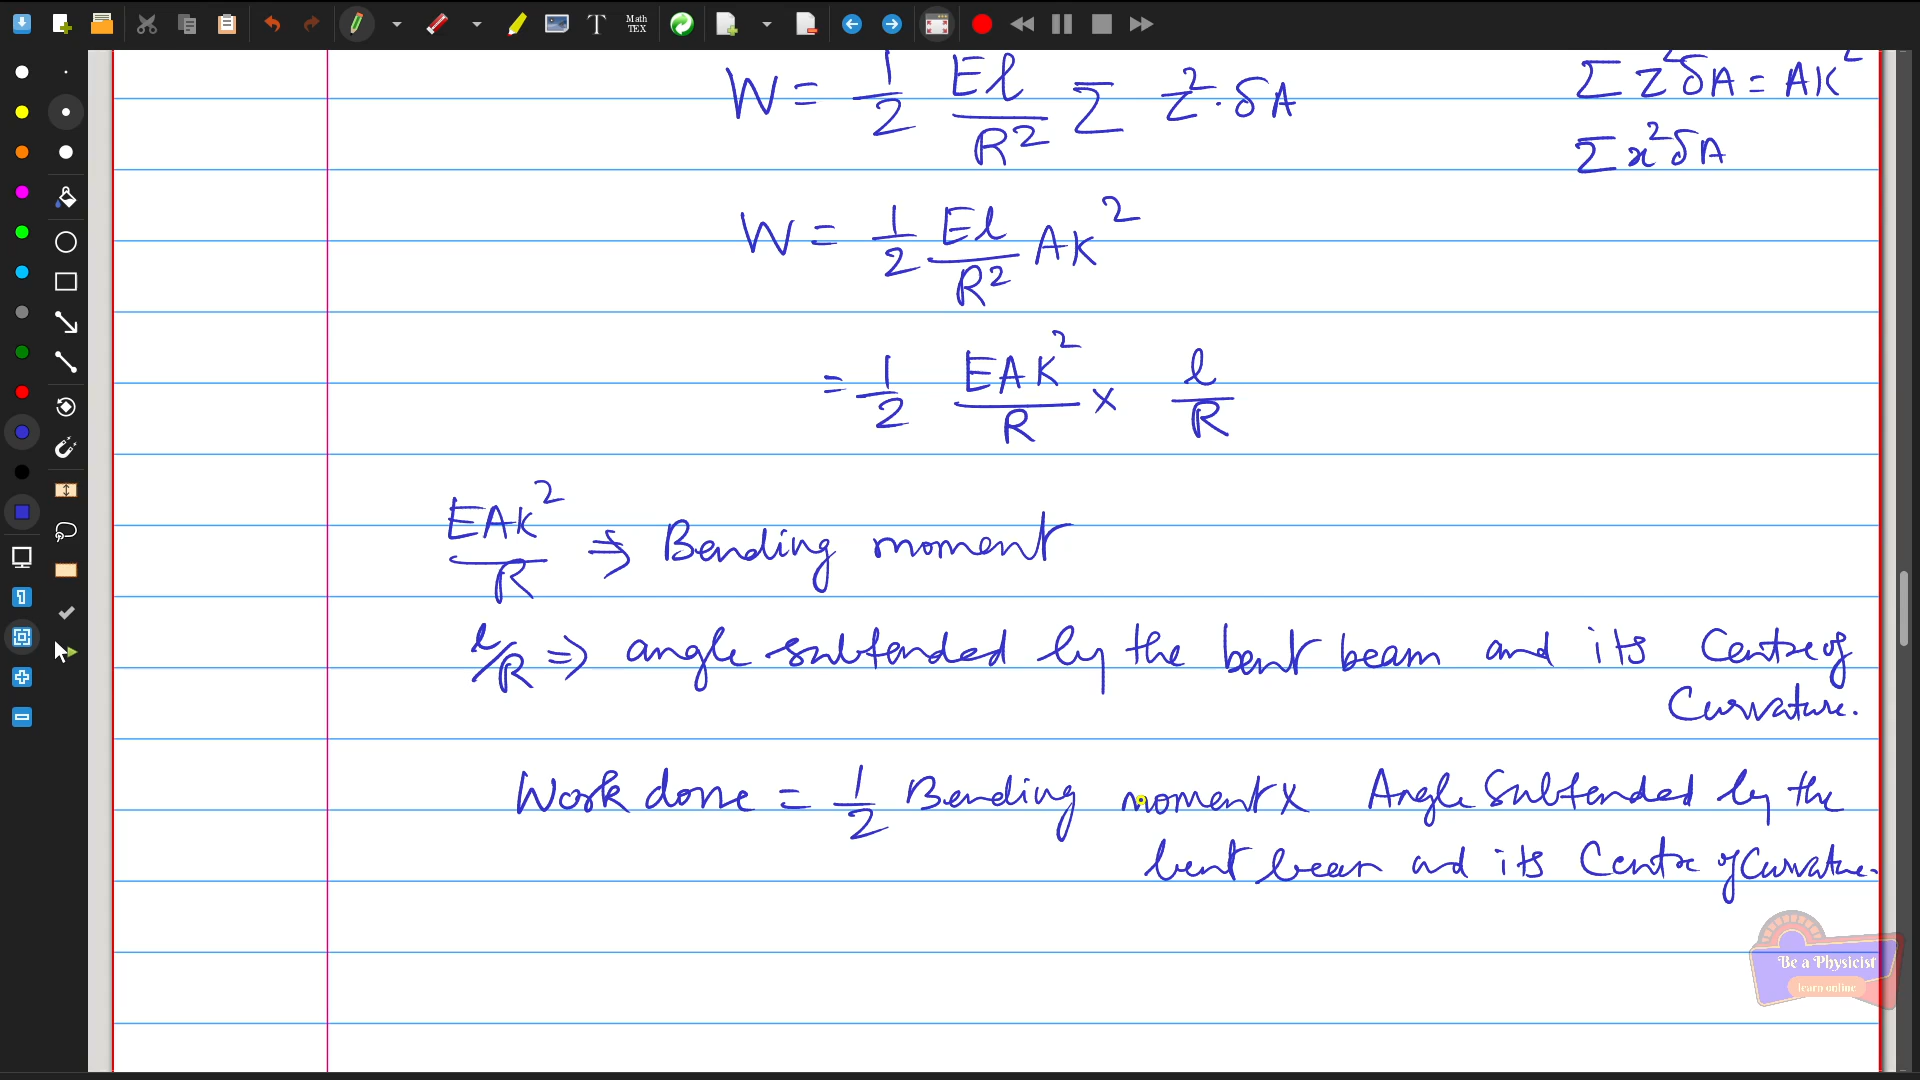 T Math TEX
W = 1/2 El/R² Σ z²·δA
Σ z²δA = AK²
Σ x²δA
W = 1/2 El/R² AK²
= 1/2 EAK²/R × l/R
EAK²/R ⇒ Bending moment
l/R ⇒ angle subtended by the bent beam and its Centre of
Curvature.
Work done = 1/2 Bending moment × Angle Subtended by the
bent beam and its Centre of Curvature.
Be a Physicist
learn online